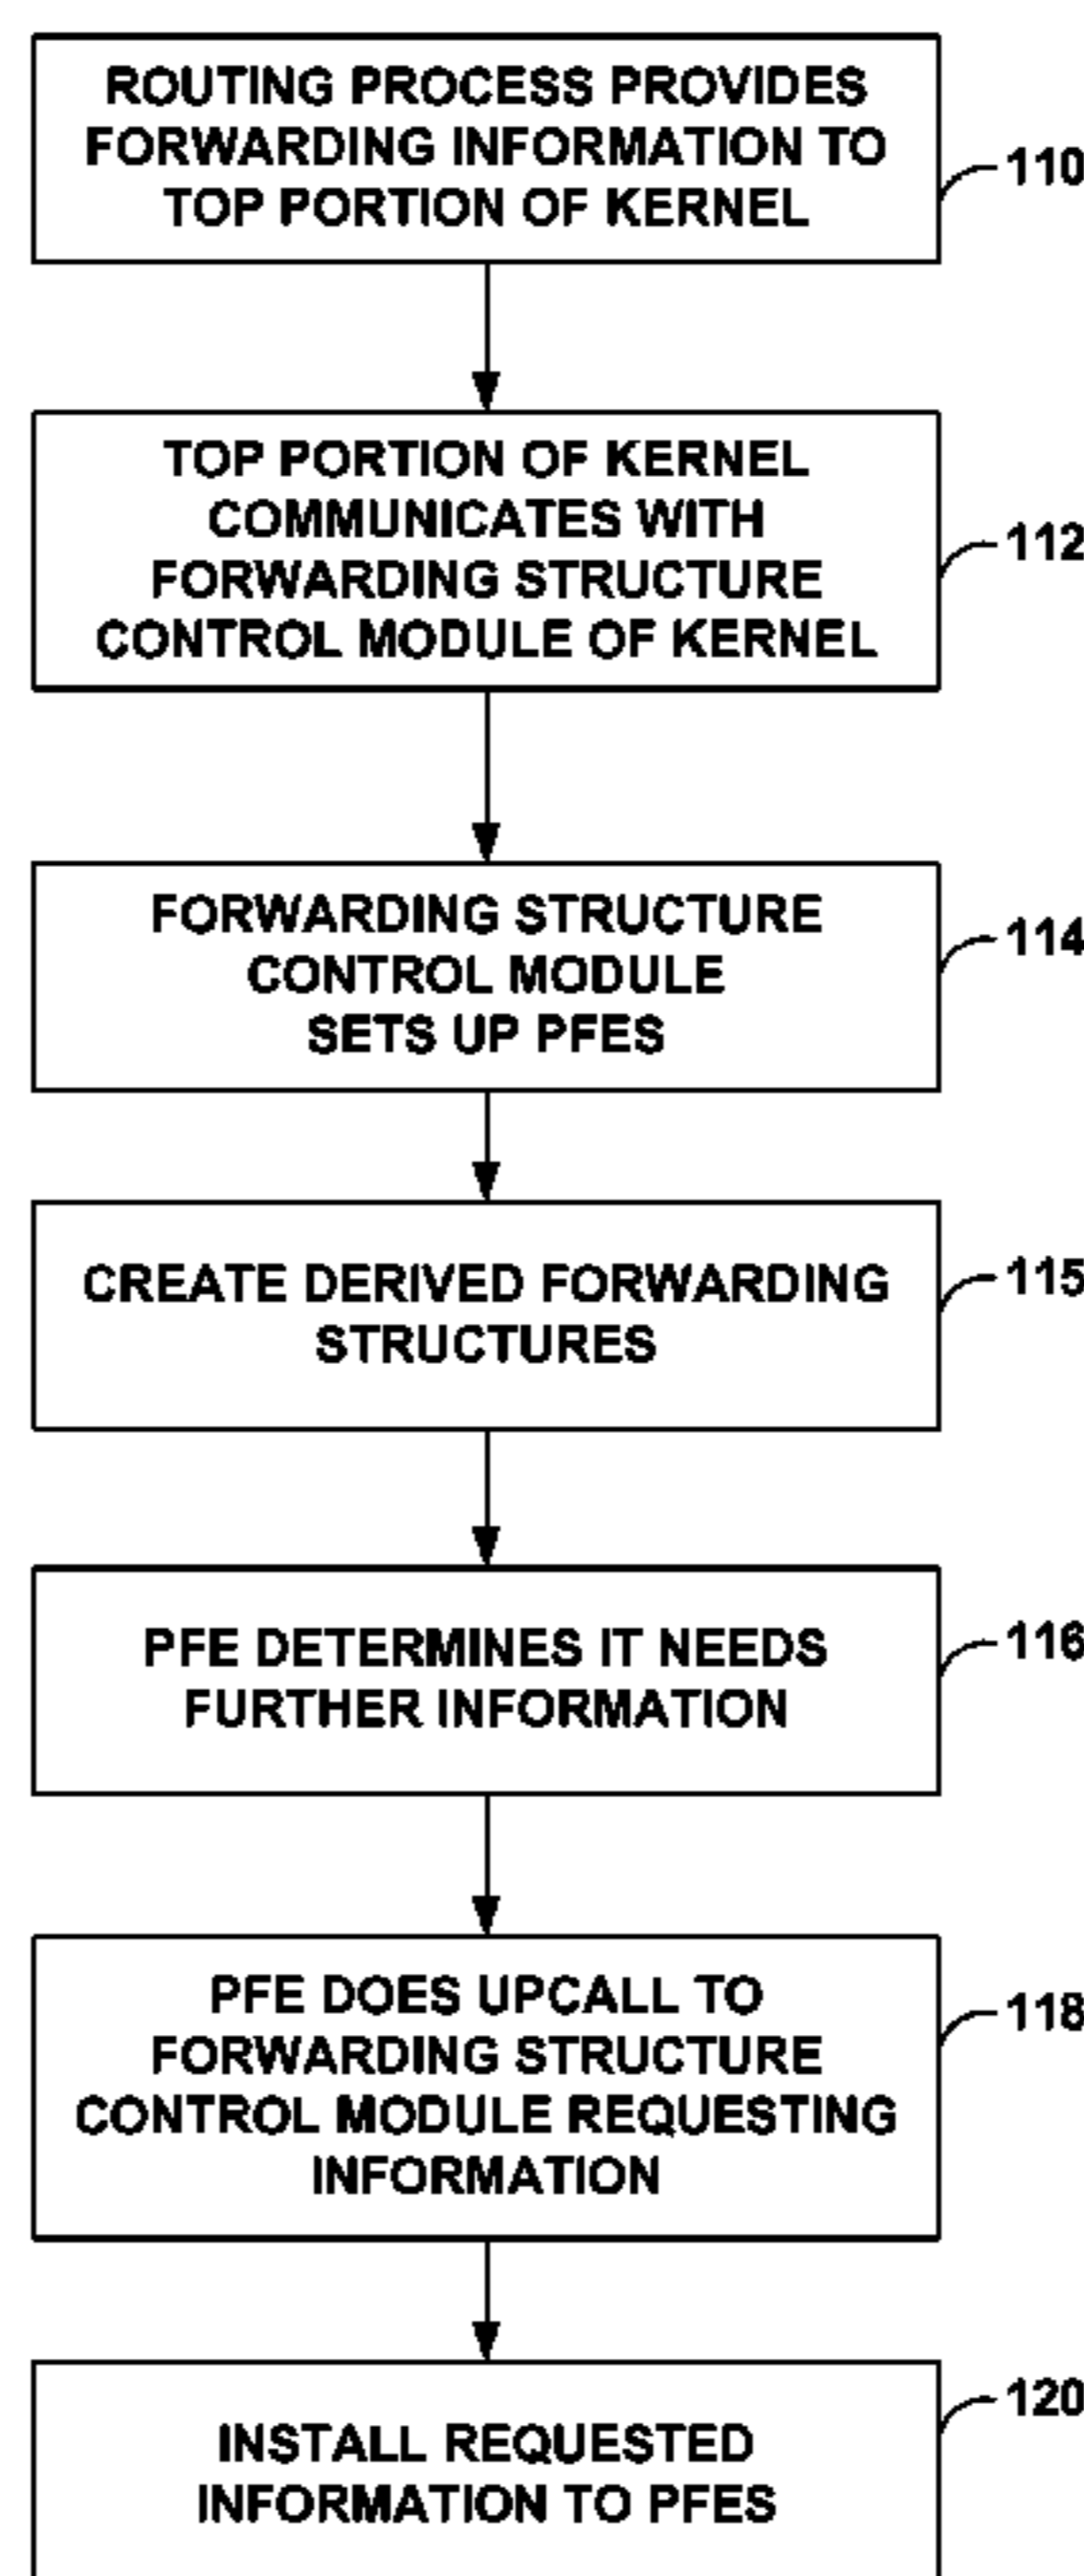 ROUTING PROCESS PROVIDES
FORWARDING INFORMATION TO
TOP PORTION OF KERNEL
110
TOP PORTION OF KERNEL
COMMUNICATES WITH
FORWARDING STRUCTURE
CONTROL MODULE OF KERNEL
112
FORWARDING STRUCTURE
CONTROL MODULE
SETS UP PFES
114
CREATE DERIVED FORWARDING
STRUCTURES
115
PFE DETERMINES IT NEEDS
FURTHER INFORMATION
116
PFE DOES UPCALL TO
FORWARDING STRUCTURE
CONTROL MODULE REQUESTING
INFORMATION
118
INSTALL REQUESTED
INFORMATION TO PFES
120